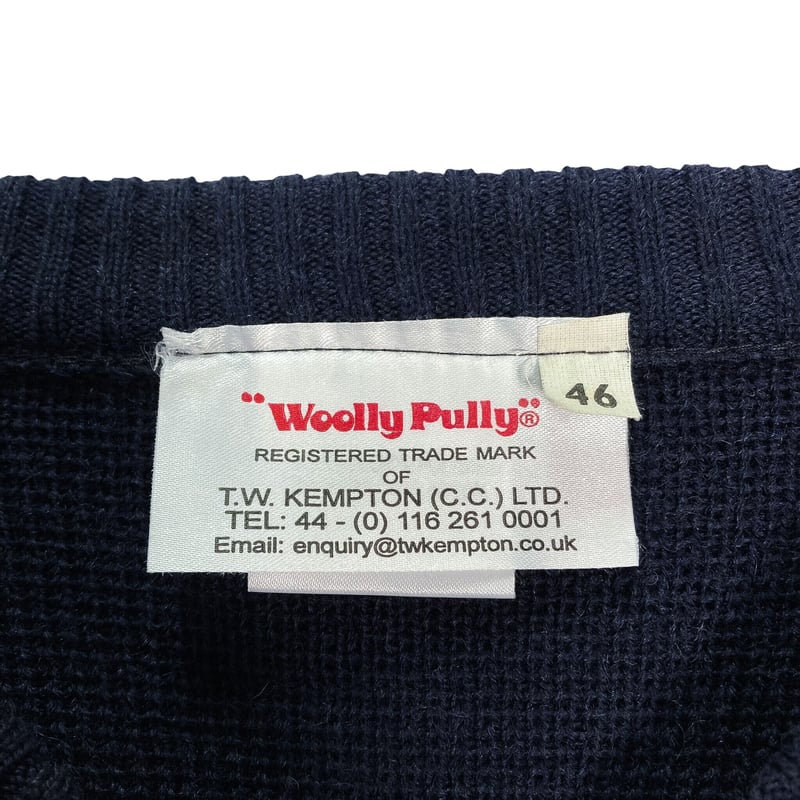 "Woolly Pully"®
46
REGISTERED TRADE MARK
OF
T.W. KEMPTON (C.C.) LTD.
TEL: 44 - (0) 116 261 0001
Email: enquiry@twkempton.co.uk